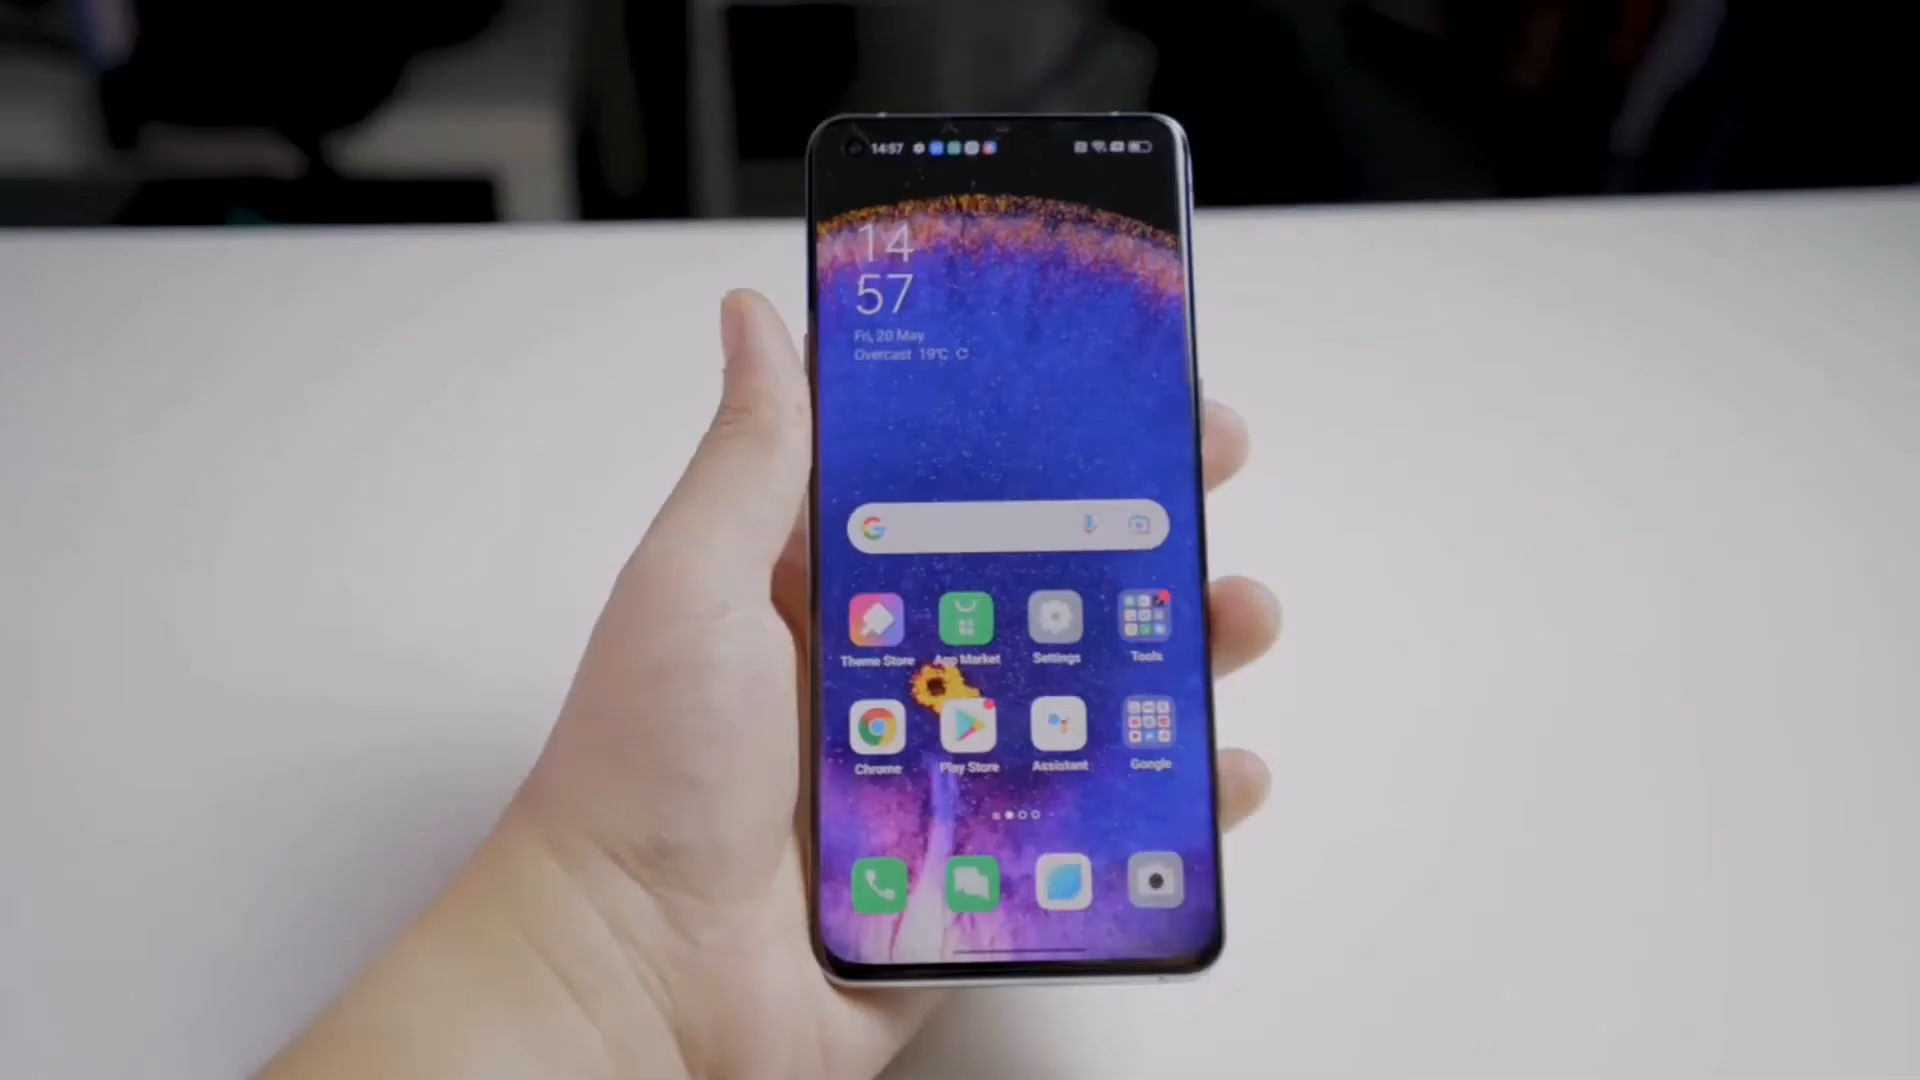 14:57
14
57
Fri, 20 May
Overcast 19°C
Theme Store App Market Settings Tools
Chrome Play Store Assistant Google